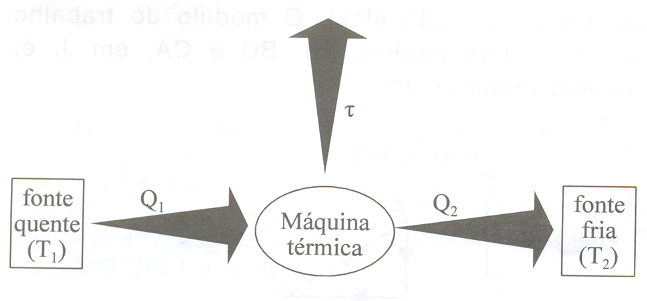 τ
fonte
quente
(T₁)
Q₁
Máquina
térmica
Q₂
fonte
fria
(T₂)